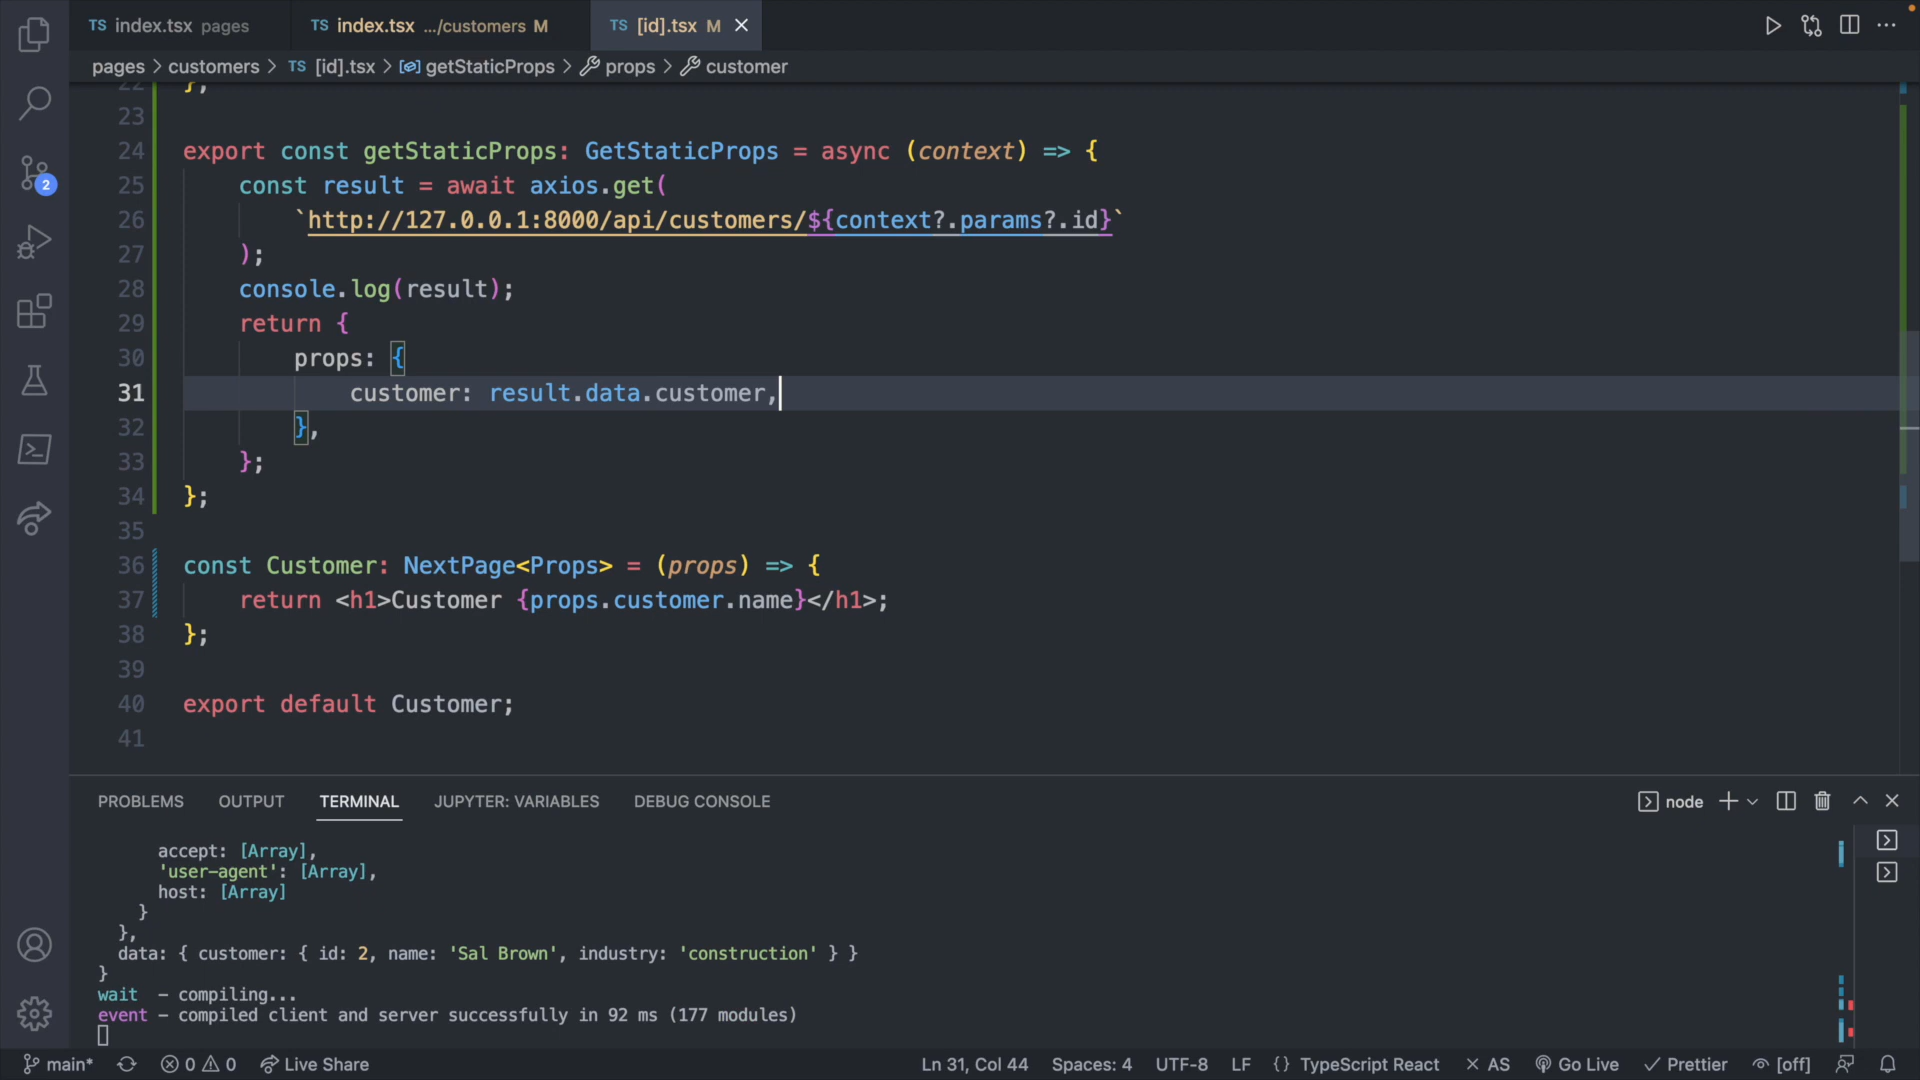 TS index.tsx pages TS index.tsx .../customers M TS [id].tsx M
pages > customers > TS [id].tsx > getStaticProps > props > customer
22 };
23
24 export const getStaticProps: GetStaticProps = async (context) => {
25 const result = await axios.get(
26 `http://127.0.0.1:8000/api/customers/${context?.params?.id}`
27 );
28 console.log(result);
29 return {
30 props: {
31 customer: result.data.customer,
32 },
33 };
34 };
35
36 const Customer: NextPage<Props> = (props) => {
37 return <h1>Customer {props.customer.name}</h1>;
38 };
39
40 export default Customer;
41
2
PROBLEMS OUTPUT TERMINAL JUPYTER: VARIABLES DEBUG CONSOLE node
accept: [Array],
'user-agent': [Array],
host: [Array]
}
},
data: { customer: { id: 2, name: 'Sal Brown', industry: 'construction' } }
}
wait - compiling...
event - compiled client and server successfully in 92 ms (177 modules)
main* 0 0 Live Share Ln 31, Col 44 Spaces: 4 UTF-8 LF {} TypeScript React AS Go Live Prettier [off]